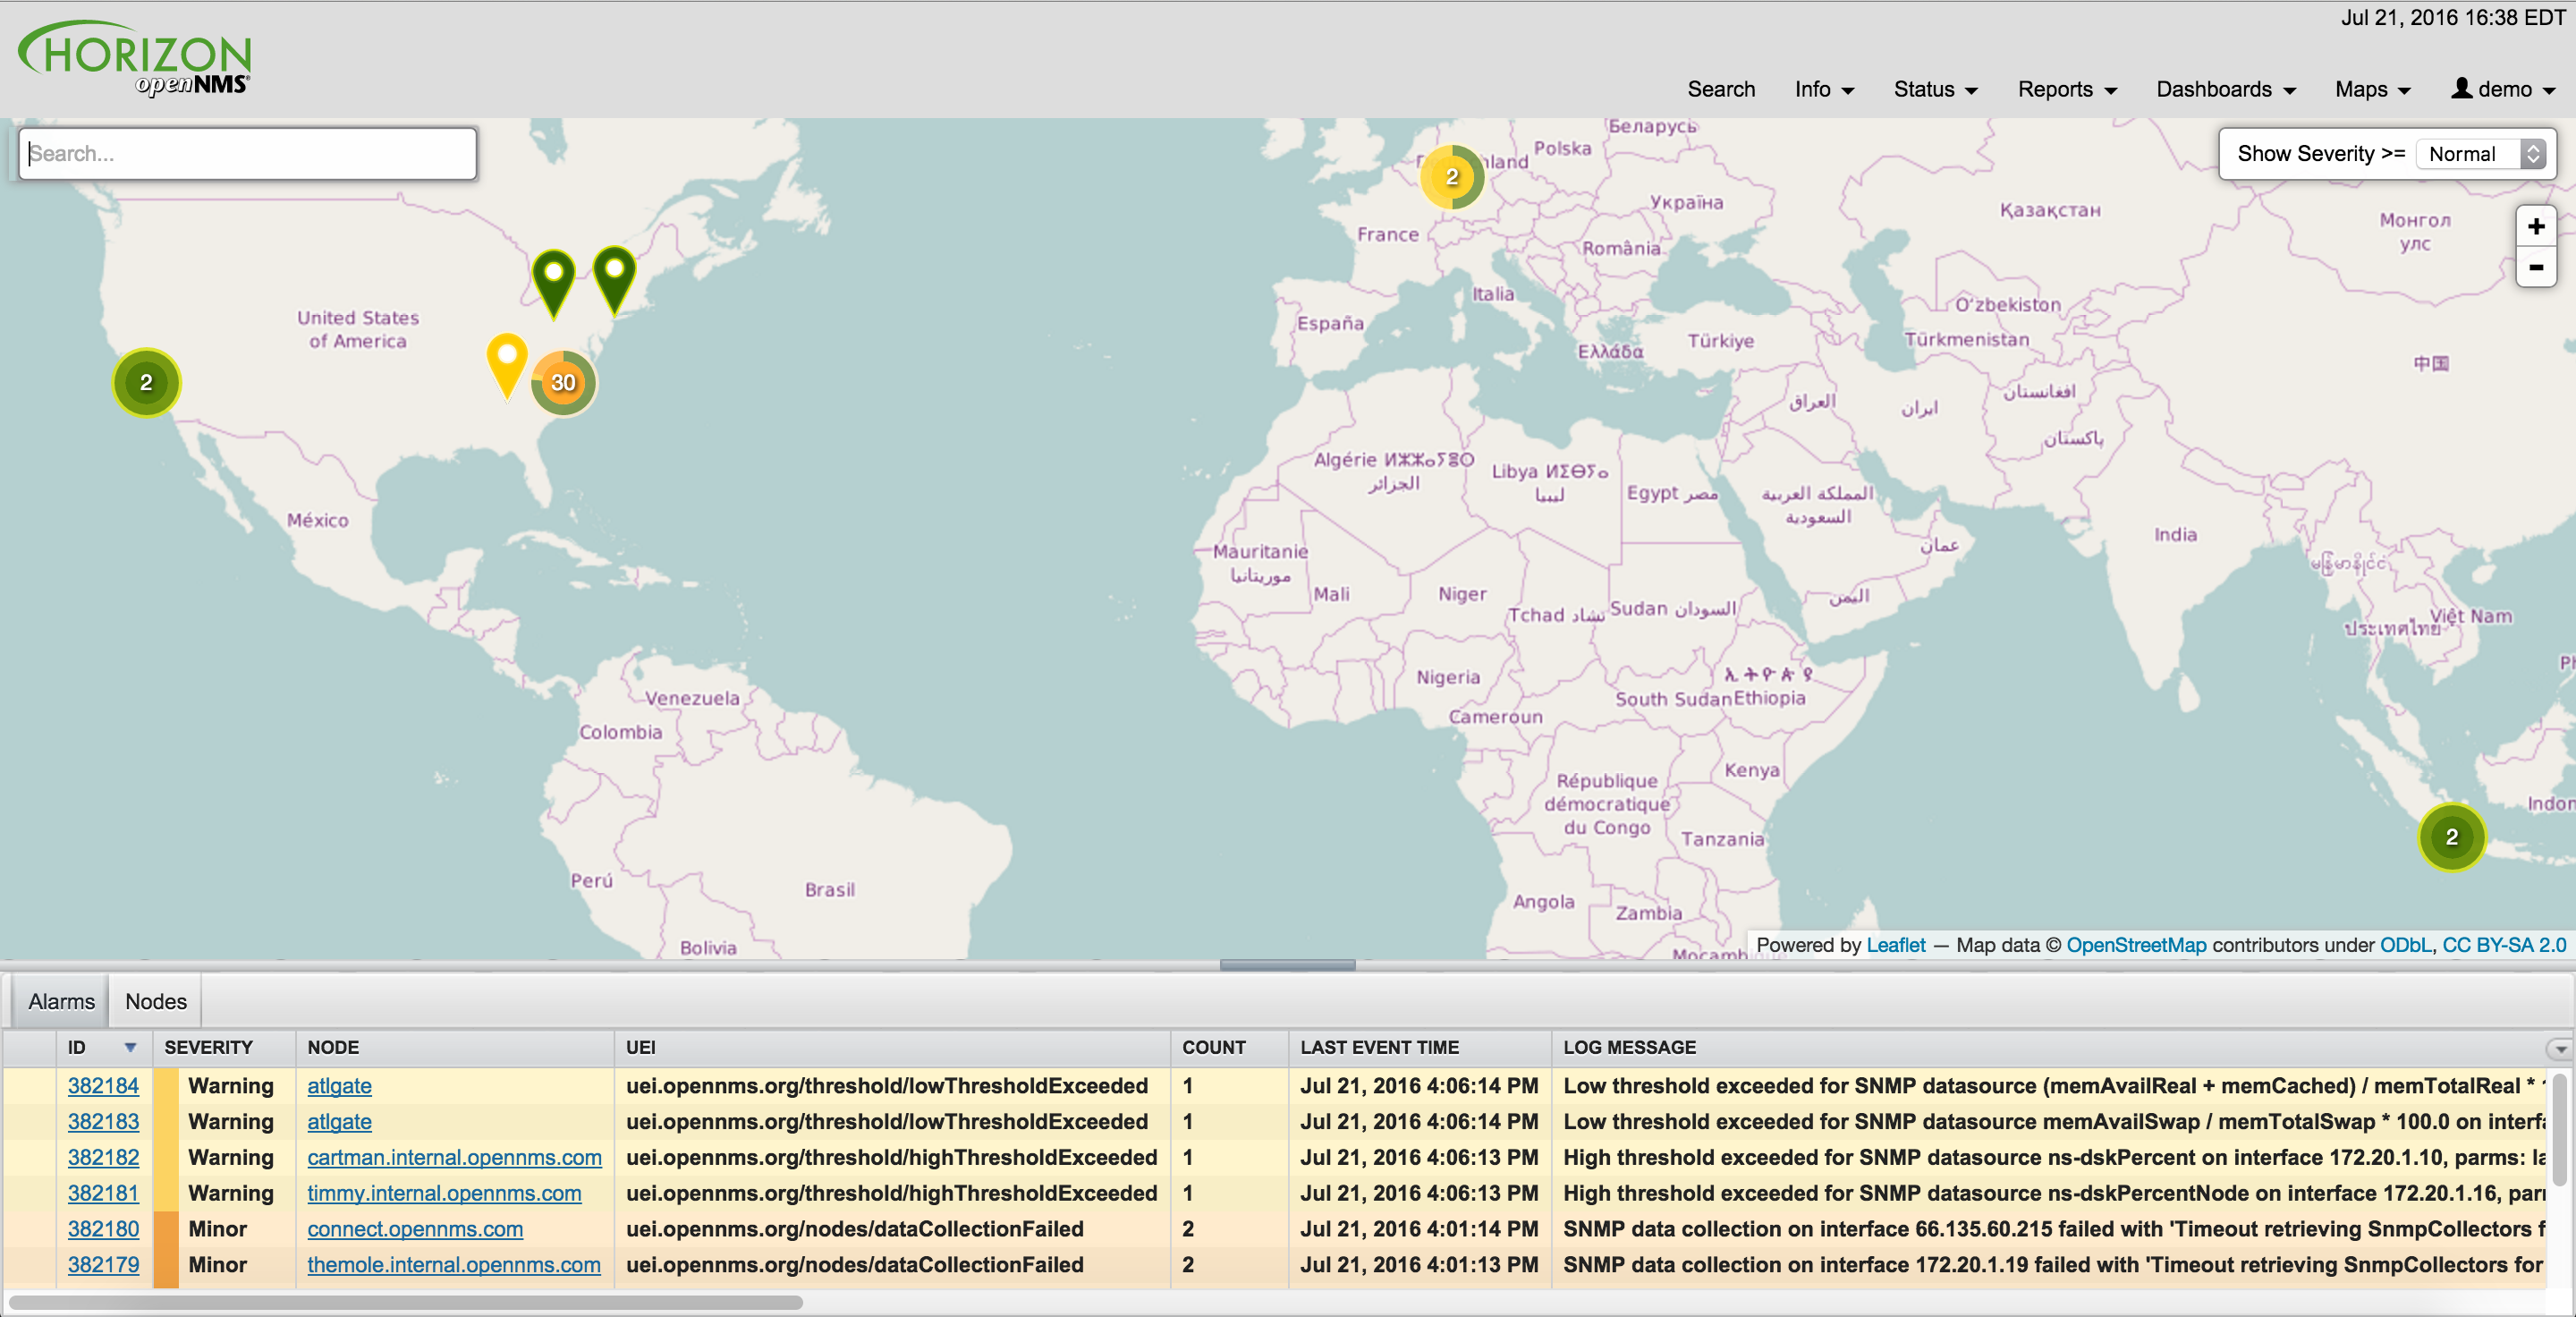 Jul 21, 2016 16:38 EDT
HORIZON
openNMS
Search Info Status Reports Dashboards Maps demo
Search...
Show Severity >= Normal
+
-
Беларусь
Polska
2
Україна
Қазақстан
Монгол
улс
France
România
Italia
O‘zbekiston
United States
of America
España
Türkiye
Türkmenistan
Ελλάδα
中国
2
30
افغانستان
العراق
ایران
پاکستان
Algérie ⵍⵣⵣⴰⵢⴻⵔ
الجزائر
Libya ⵍⵉⴱⵢⴰ
ليبيا
Egypt مصر
المملكة العربية
السعودية
México
India
عمان
Mauritanie
موريتانيا
Mali
Niger
Tchad تشاد
Sudan السودان
اليمن
Việt Nam
ประเทศไทย
Nigeria
South Sudan
Ethiopia
Venezuela
Cameroun
Colombia
Kenya
République
démocratique
du Congo
Tanzania
2
Perú
Brasil
Angola
Zambia
Bolivia
Powered by Leaflet — Map data © OpenStreetMap contributors under ODbL, CC BY-SA 2.0
Alarms Nodes
ID SEVERITY NODE UEI COUNT LAST EVENT TIME LOG MESSAGE
382184 Warning atlgate uei.opennms.org/threshold/lowThresholdExceeded 1 Jul 21, 2016 4:06:14 PM Low threshold exceeded for SNMP datasource (memAvailReal + memCached) / memTotalReal *
382183 Warning atlgate uei.opennms.org/threshold/lowThresholdExceeded 1 Jul 21, 2016 4:06:14 PM Low threshold exceeded for SNMP datasource memAvailSwap / memTotalSwap * 100.0 on
382182 Warning cartman.internal.opennms.com uei.opennms.org/threshold/highThresholdExceeded 1 Jul 21, 2016 4:06:13 PM High threshold exceeded for SNMP datasource ns-dskPercent on interface 172.20.1.10, parms:
382181 Warning timmy.internal.opennms.com uei.opennms.org/threshold/highThresholdExceeded 1 Jul 21, 2016 4:06:13 PM High threshold exceeded for SNMP datasource ns-dskPercentNode on interface 172.20.1.16,
382180 Minor connect.opennms.com uei.opennms.org/nodes/dataCollectionFailed 2 Jul 21, 2016 4:01:14 PM SNMP data collection on interface 66.135.60.215 failed with 'Timeout retrieving SnmpCollectors
382179 Minor themole.internal.opennms.com uei.opennms.org/nodes/dataCollectionFailed 2 Jul 21, 2016 4:01:13 PM SNMP data collection on interface 172.20.1.19 failed with 'Timeout retrieving SnmpCollectors for